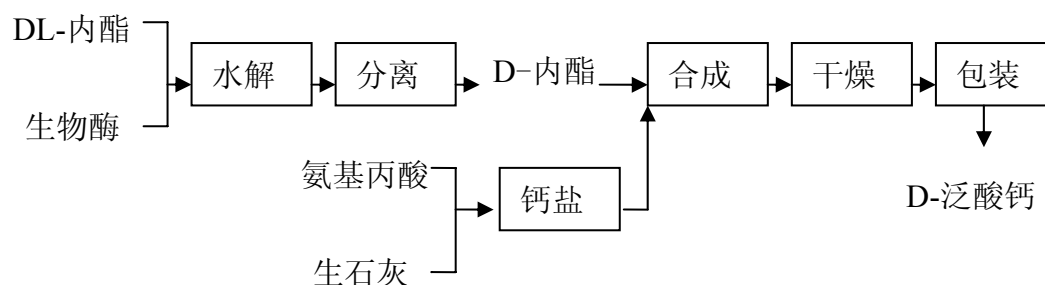 DL-内酯
水解
分离
D-内酯
合成
干燥
包装
生物酶
氨基丙酸
钙盐
D-泛酸钙
生石灰